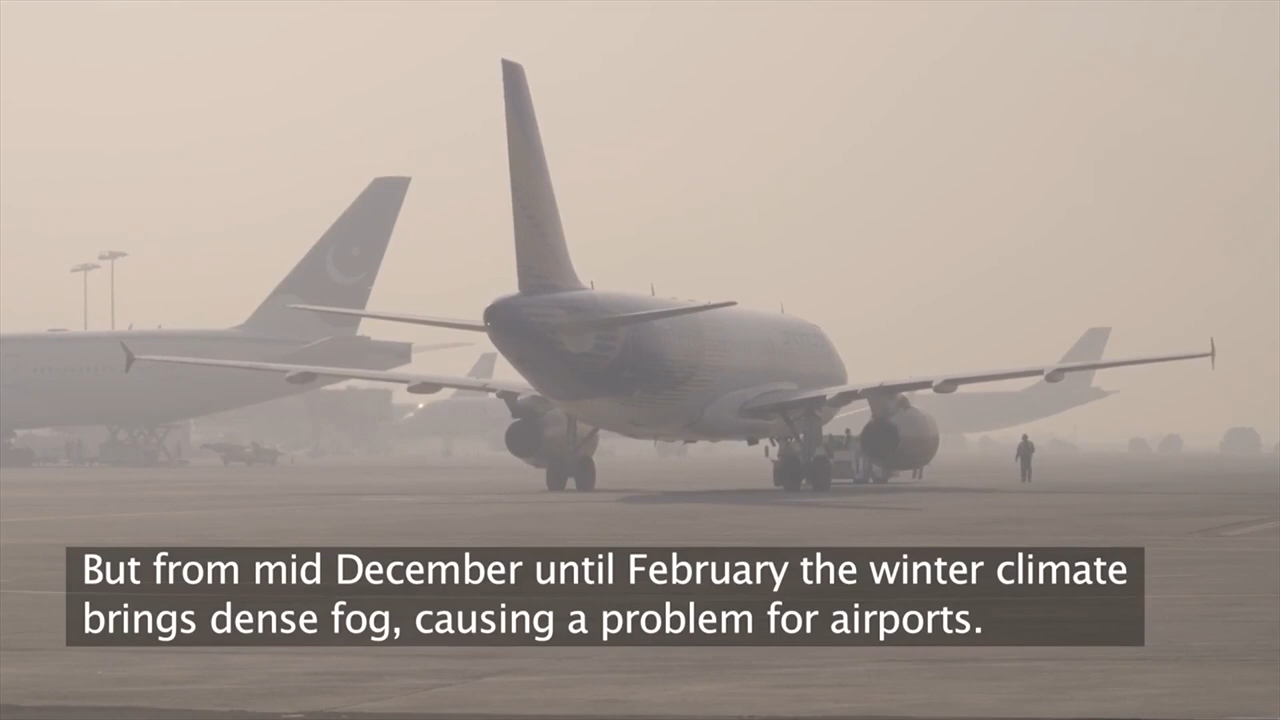 But from mid December until February the winter climate
brings dense fog, causing a problem for airports.